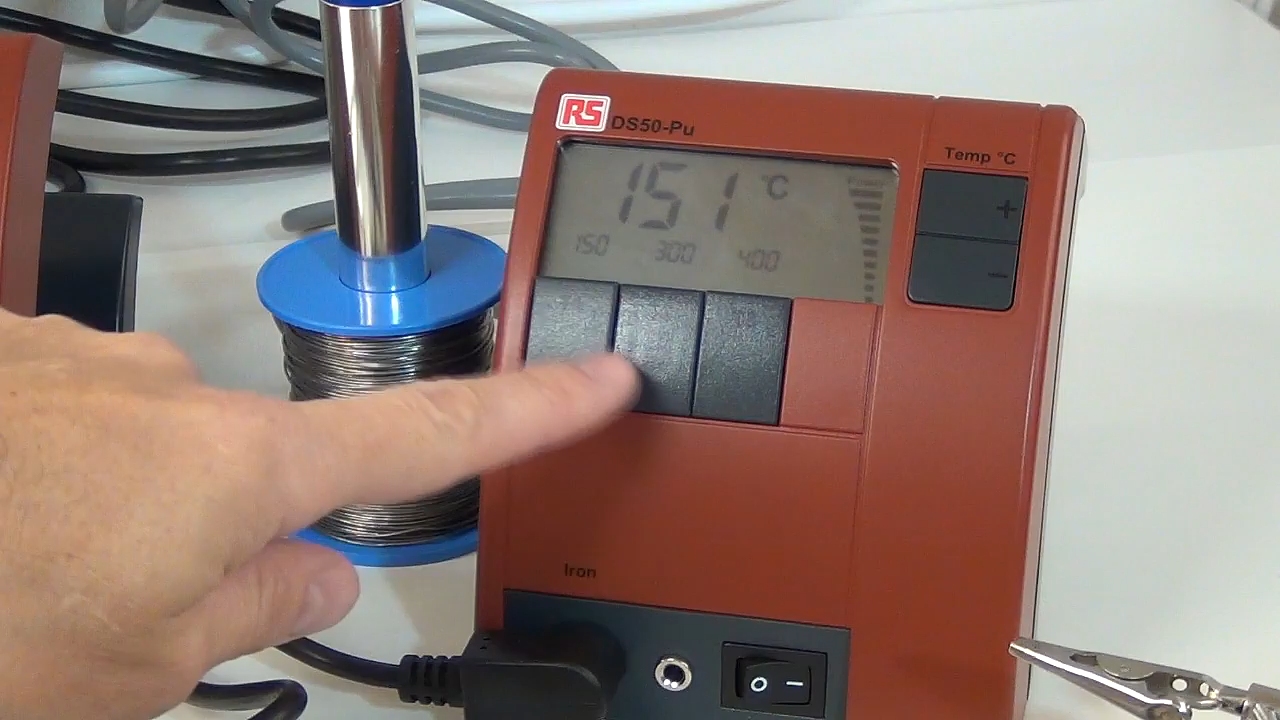 RS DS50-Pu
Temp °C
151 °C
150 300 400
+
-
Iron
O –